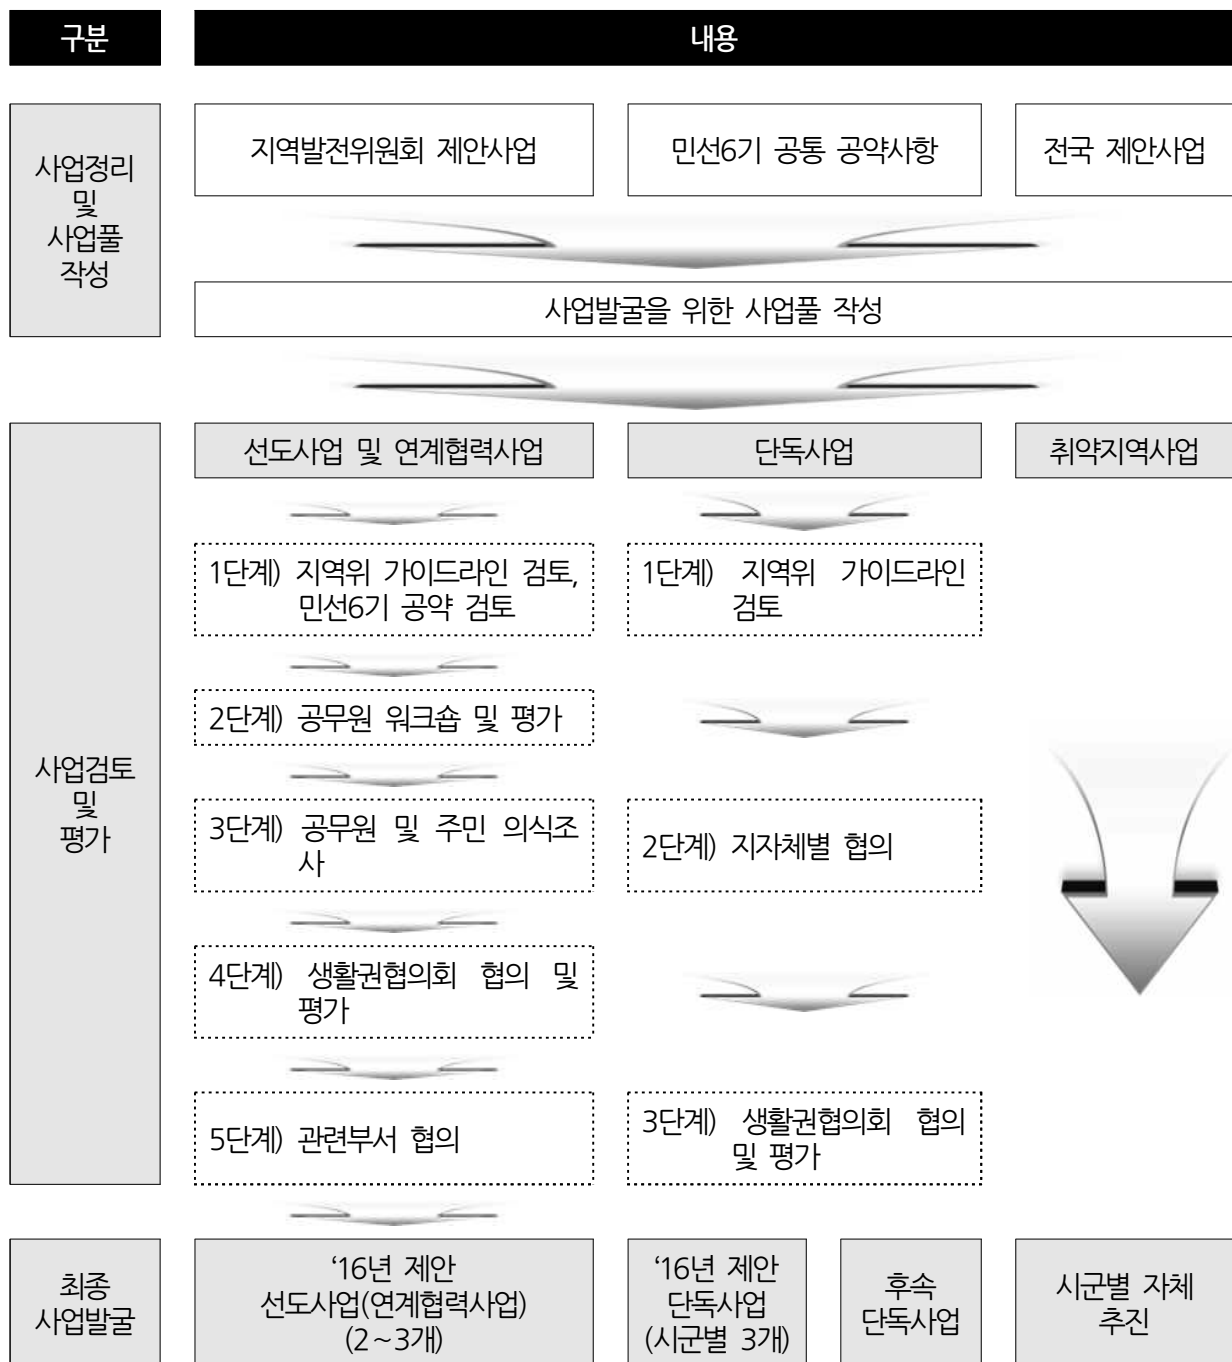 구분
내용
사업정리
및
사업풀
작성
지역발전위원회 제안사업
민선6기 공통 공약사항
전국 제안사업
사업발굴을 위한 사업풀 작성
사업검토
및
평가
선도사업 및 연계협력사업
단독사업
취약지역사업
1단계) 지역위 가이드라인 검토,
민선6기 공약 검토
1단계) 지역위 가이드라인
검토
2단계) 공무원 워크숍 및 평가
3단계) 공무원 및 주민 의식조
사
2단계) 지자체별 협의
4단계) 생활권협의회 협의 및
평가
5단계) 관련부서 협의
3단계) 생활권협의회 협의
및 평가
최종
사업발굴
‘16년 제안
선도사업(연계협력사업)
(2~3개)
‘16년 제안
단독사업
(시군별 3개)
후속
단독사업
시군별 자체
추진